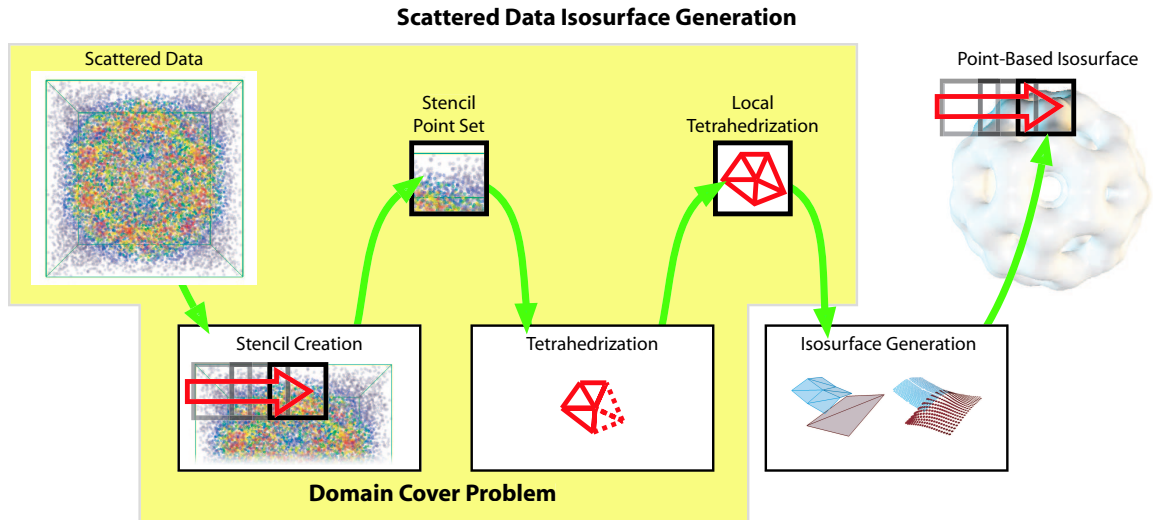 Scattered Data Isosurface Generation
Scattered Data
Stencil
Point Set
Local
Tetrahedrization
Point-Based Isosurface
Stencil Creation
Tetrahedrization
Isosurface Generation
Domain Cover Problem